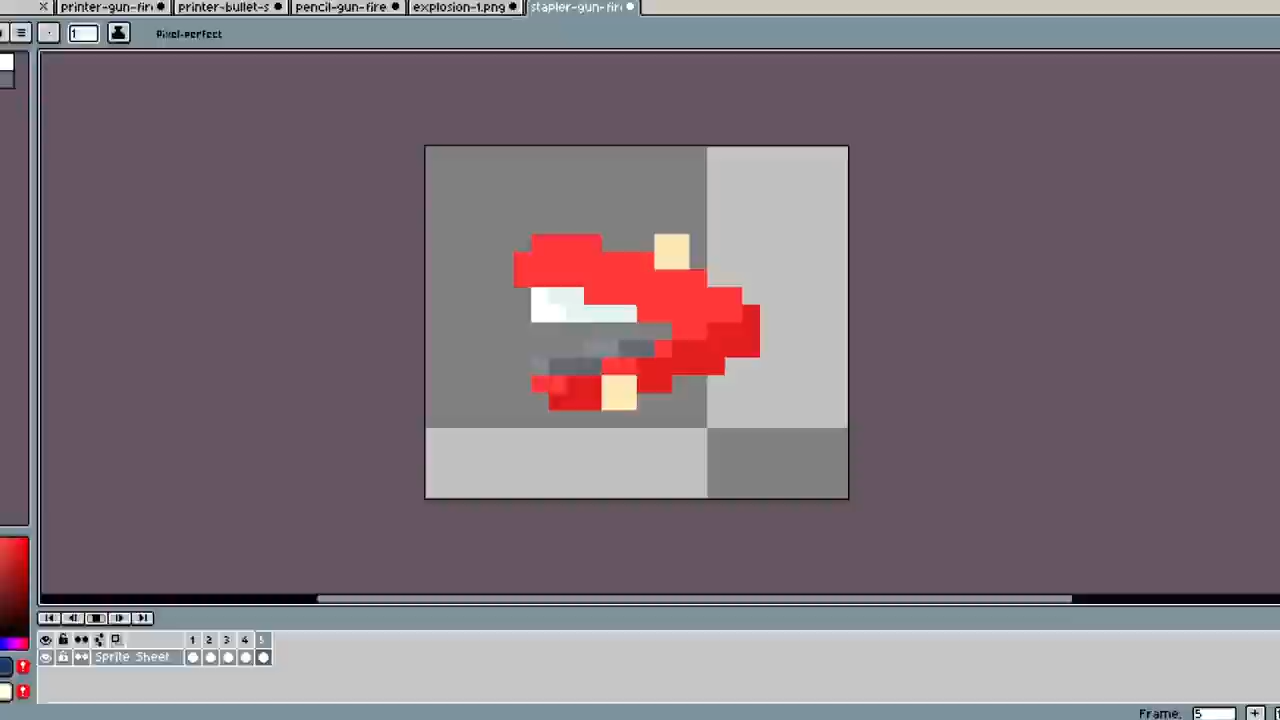 printer-gun-fir printer-bullet-s pencil-gun-fire explosion-1.png stapler-gun-fir
1 Pixel-perfect
1 2 3 4 5
Sprite Sheet
Frame: 5